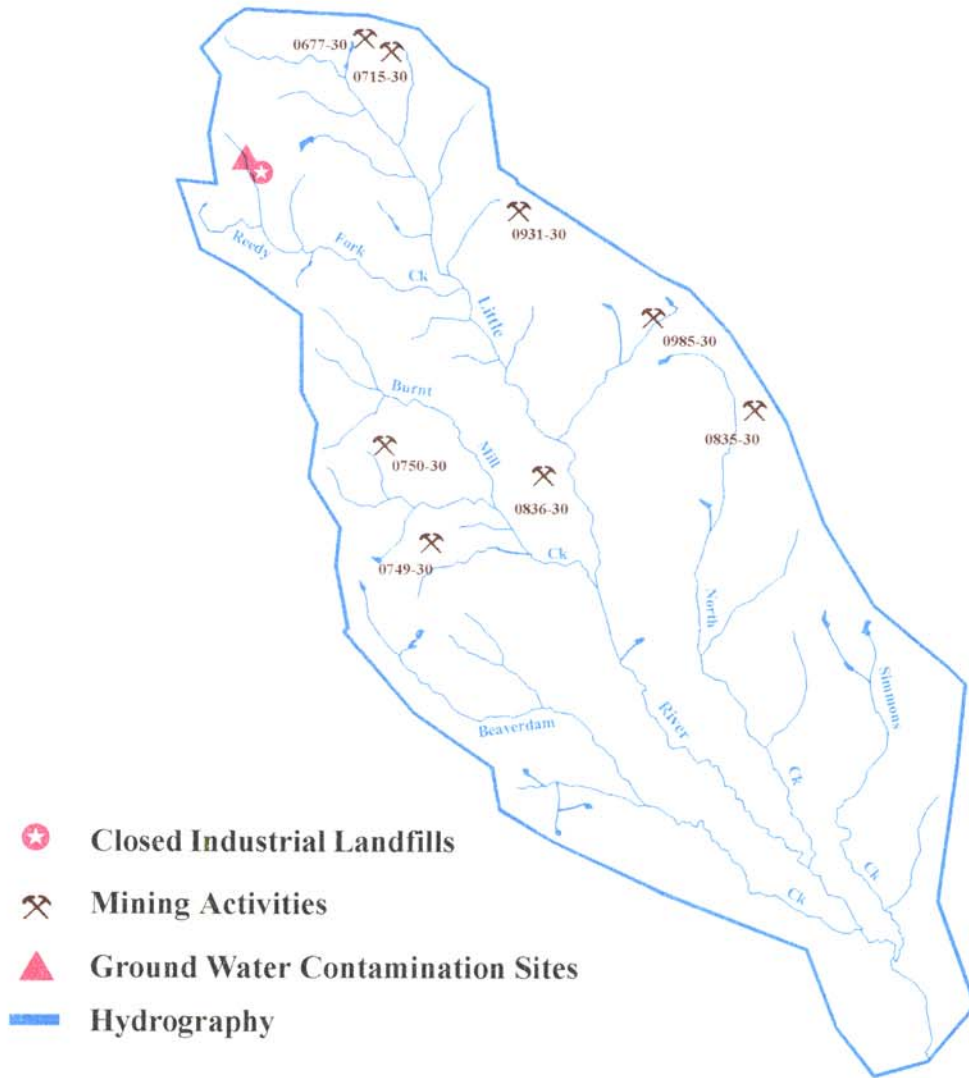 0677-30
0715-30
0931-30
Reedy
Fork
Ck
Little
0985-30
Burnt
0835-30
0750-30
Mill
0836-30
0749-30
Ck
North
Simmons
River
Beaverdam
Ck
Ck
Ck
Closed Industrial Landfills
Mining Activities
Ground Water Contamination Sites
Hydrography